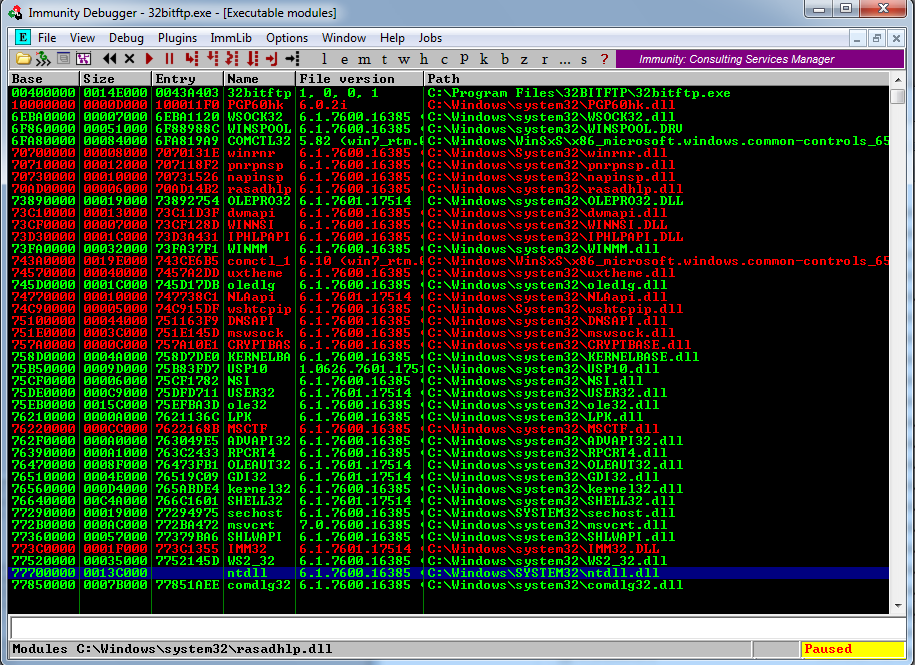 Immunity Debugger - 32bitftp.exe - [Executable modules]
E File View Debug Plugins ImmLib Options Window Help Jobs
l e m t w h c P k b z r ... s ? Immunity: Consulting Services Manager
Base Size Entry Name File version Path
00400000 0014E000 0043A403 32bitftp 1, 0, 0, 1 C:\Program Files\32BITFTP\32bitftp.exe
10000000 0000D000 100011F0 PGP60hk 6.0.2i C:\Windows\system32\PGP60hk.dll
6EBA0000 00007000 6EBA1120 WSOCK32 6.1.7600.16385 C:\Windows\system32\WSOCK32.dll
6F860000 00051000 6F88988C WINSPOOL 6.1.7600.16385 C:\Windows\system32\WINSPOOL.DRV
6FA80000 00084000 6FA819A9 COMCTL32 5.82 (win7_rtm.0 C:\Windows\WinSxS\x86_microsoft.windows.common-controls_65
70700000 00008000 7070131E winrnr 6.1.7600.16385 C:\Windows\system32\winrnr.dll
70710000 00012000 707118F2 pnrpnsp 6.1.7600.16385 C:\Windows\system32\pnrpnsp.dll
70730000 00010000 70731526 napinsp 6.1.7600.16385 C:\Windows\system32\napinsp.dll
70AD0000 00006000 70AD14B2 rasadhlp 6.1.7600.16385 C:\Windows\system32\rasadhlp.dll
73890000 00019000 73892754 OLEPRO32 6.1.7601.17514 C:\Windows\system32\OLEPRO32.DLL
73C10000 00013000 73C11D3F dwmapi 6.1.7600.16385 C:\Windows\system32\dwmapi.dll
73CF0000 00007000 73CF128D WINNSI 6.1.7600.16385 C:\Windows\system32\WINNSI.DLL
73D30000 0001C000 73D3A431 IPHLPAPI 6.1.7600.16385 C:\Windows\system32\IPHLPAPI.DLL
73FA0000 00032000 73FA37F1 WINMM 6.1.7600.16385 C:\Windows\system32\WINMM.dll
743A0000 0019E000 743CE6B5 comctl_1 6.10 (win7_rtm.0 C:\Windows\WinSxS\x86_microsoft.windows.common-controls_65
74570000 00040000 7457A2DD uxtheme 6.1.7600.16385 C:\Windows\system32\uxtheme.dll
745D0000 0001C000 745D17DB oledlg 6.1.7600.16385 C:\Windows\system32\oledlg.dll
74770000 00010000 747738C1 NLAapi 6.1.7601.17514 C:\Windows\system32\NLAapi.dll
74C90000 00005000 74C915DF wshtcpip 6.1.7600.16385 C:\Windows\System32\wshtcpip.dll
75100000 00044000 751163F9 DNSAPI 6.1.7601.17514 C:\Windows\system32\DNSAPI.dll
751E0000 0003C000 751E145D mswsock 6.1.7600.16385 C:\Windows\system32\mswsock.dll
757A0000 0000C000 757A10E1 CRYPTBAS 6.1.7600.16385 C:\Windows\system32\CRYPTBASE.dll
758D0000 0004A000 758D7DE0 KERNELBA 6.1.7600.16385 C:\Windows\system32\KERNELBASE.dll
75B50000 0009D000 75B83FD7 USP10 1.0626.7601.1751 C:\Windows\system32\USP10.dll
75CF0000 00006000 75CF1782 NSI 6.1.7600.16385 C:\Windows\system32\NSI.dll
75DE0000 000C9000 75DFD711 USER32 6.1.7601.17514 C:\Windows\system32\USER32.dll
75EB0000 0015C000 75EFBA3D ole32 6.1.7600.16385 C:\Windows\system32\ole32.dll
76210000 0000A000 7621136C LPK 6.1.7600.16385 C:\Windows\system32\LPK.dll
76220000 000CC000 7622168B MSCTF 6.1.7600.16385 C:\Windows\system32\MSCTF.dll
762F0000 000A0000 763049E5 ADVAPI32 6.1.7600.16385 C:\Windows\system32\ADVAPI32.dll
76390000 000A1000 763C2433 RPCRT4 6.1.7600.16385 C:\Windows\system32\RPCRT4.dll
76470000 0008F000 76473FB1 OLEAUT32 6.1.7601.17514 C:\Windows\system32\OLEAUT32.dll
76510000 0004E000 76519C09 GDI32 6.1.7601.17514 C:\Windows\system32\GDI32.dll
76560000 000D4000 765ABDE4 kernel32 6.1.7600.16385 C:\Windows\system32\kernel32.dll
76640000 00C4A000 766C1601 SHELL32 6.1.7601.17514 C:\Windows\system32\SHELL32.dll
77290000 00019000 77294975 sechost 6.1.7600.16385 C:\Windows\SYSTEM32\sechost.dll
772B0000 000AC000 772BA472 msvcrt 7.0.7600.16385 C:\Windows\system32\msvcrt.dll
77360000 00057000 77379BA6 SHLWAPI 6.1.7600.16385 C:\Windows\system32\SHLWAPI.dll
773C0000 0001F000 773C1355 IMM32 6.1.7600.16385 C:\Windows\system32\IMM32.DLL
77520000 00035000 7752145D WS2_32 6.1.7600.16385 C:\Windows\system32\WS2_32.dll
77700000 0013C000 ntdll 6.1.7600.16385 C:\Windows\SYSTEM32\ntdll.dll
77850000 0007B000 77851AEE comdlg32 6.1.7600.16385 C:\Windows\system32\comdlg32.dll
Modules C:\Windows\system32\rasadhlp.dll Paused